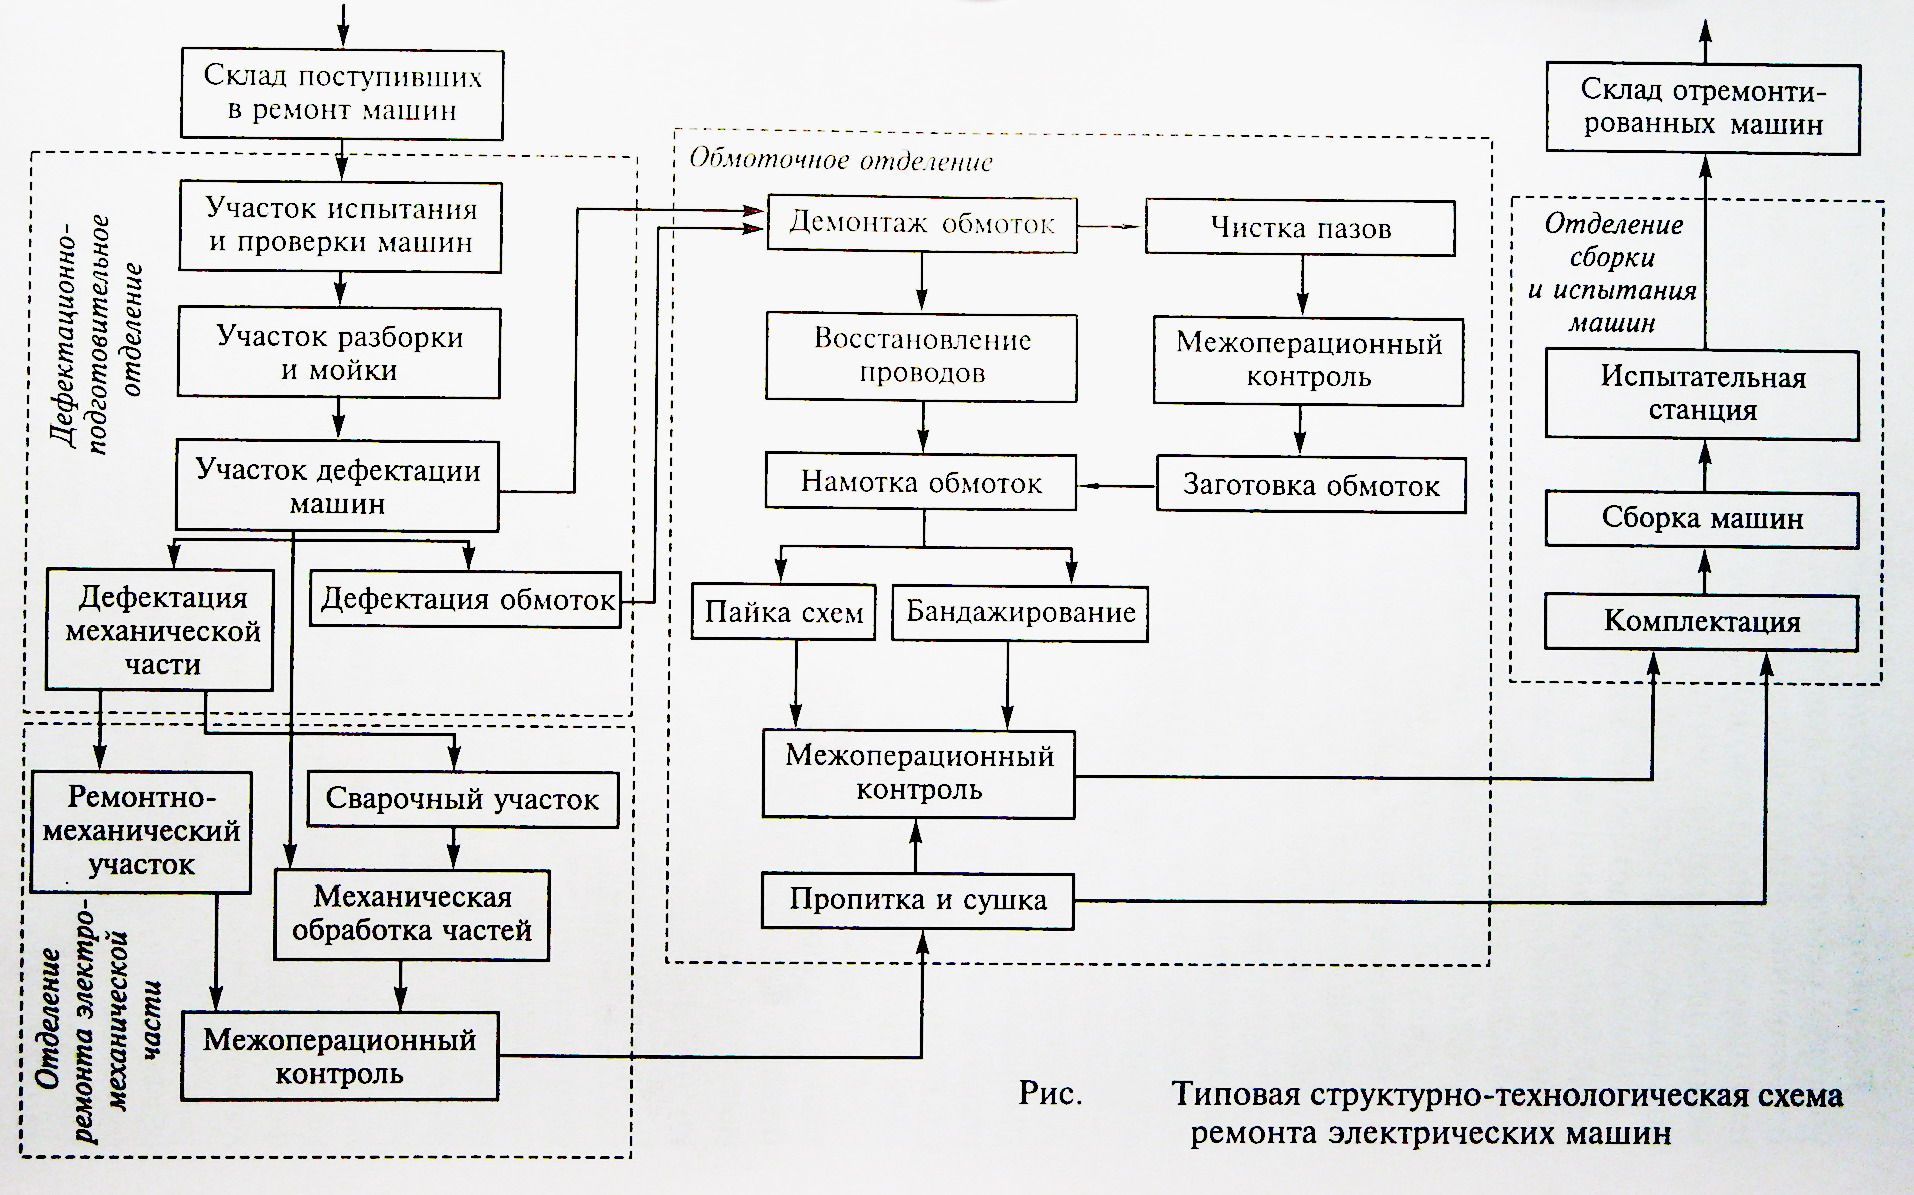 Склад поступивших
в ремонт машин
Дефектационно-
подготовительное
отделение
Участок испытания
и проверки машин
Участок разборки
и мойки
Участок дефектации
машин
Дефектация
механической
части
Дефектация обмоток
Отделение
ремонта электро-
механической
части
Ремонтно-
механический
участок
Сварочный участок
Механическая
обработка частей
Межоперационный
контроль
Обмоточное отделение
Демонтаж обмоток
Чистка пазов
Восстановление
проводов
Межоперационный
контроль
Намотка обмоток
Заготовка обмоток
Пайка схем
Бандажирование
Межоперационный
контроль
Пропитка и сушка
Склад отремонти-
рованных машин
Отделение
сборки
и испытания
машин
Испытательная
станция
Сборка машин
Комплектация
Рис. Типовая структурно-технологическая схема
ремонта электрических машин